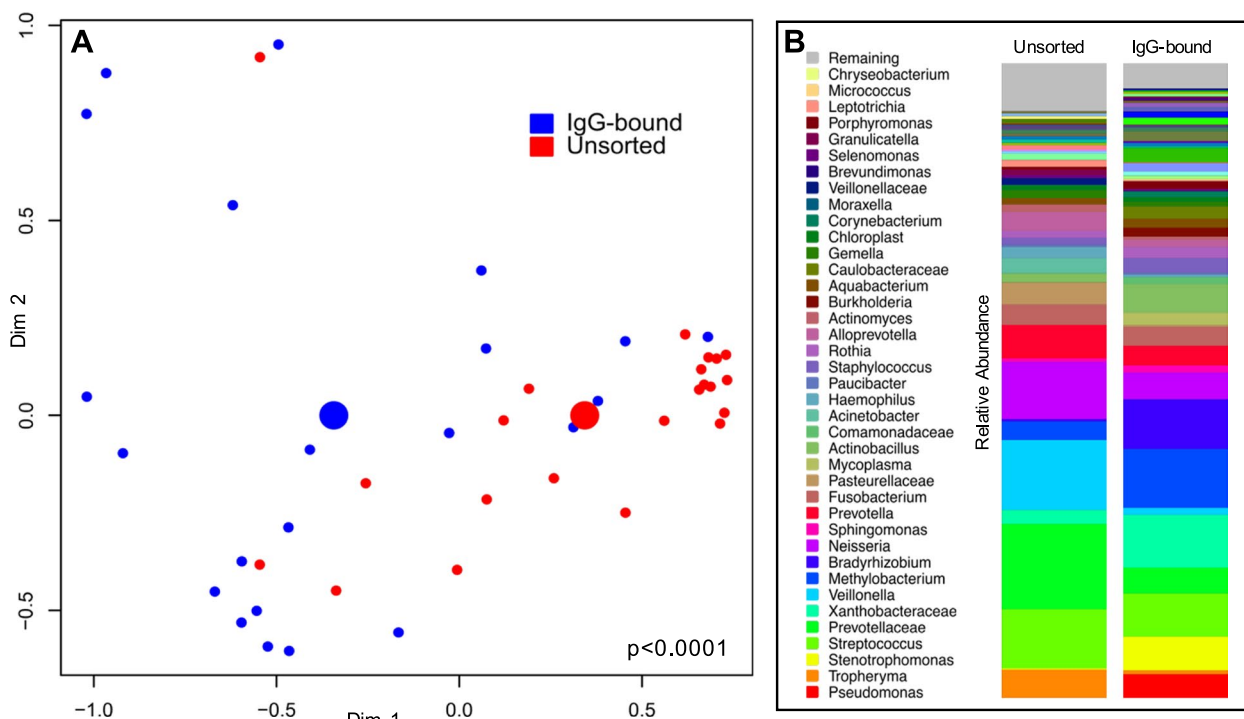 A
1.0
0.5
0.0
−0.5
Dim 2
IgG-bound
Unsorted
p<0.0001
−1.0
−0.5
0.0
0.5
Dim 1
B
Unsorted
IgG-bound
Remaining
Chryseobacterium
Micrococcus
Leptotrichia
Porphyromonas
Granulicatella
Selenomonas
Brevundimonas
Veillonellaceae
Moraxella
Corynebacterium
Chloroplast
Gemella
Caulobacteraceae
Aquabacterium
Burkholderia
Actinomyces
Alloprevotella
Rothia
Staphylococcus
Paucibacter
Haemophilus
Acinetobacter
Comamonadaceae
Actinobacillus
Mycoplasma
Pasteurellaceae
Fusobacterium
Prevotella
Sphingomonas
Neisseria
Bradyrhizobium
Methylobacterium
Veillonella
Xanthobacteraceae
Prevotellaceae
Streptococcus
Stenotrophomonas
Tropheryma
Pseudomonas
Relative Abundance